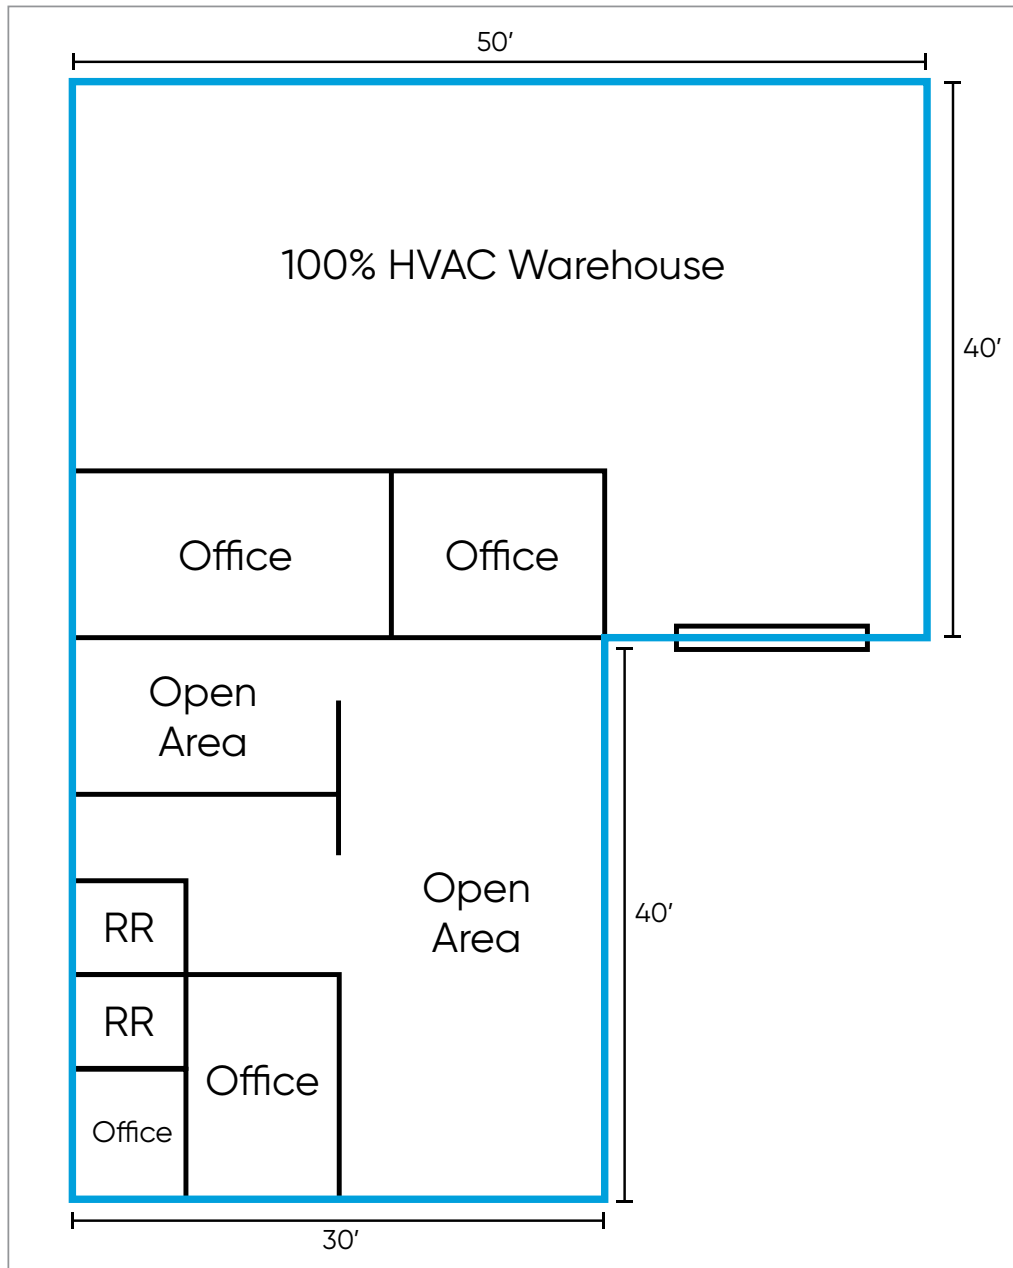 50′
100% HVAC Warehouse
40′
Office
Office
Open
Area
Open
Area
40′
RR
RR
Office
Office
30′